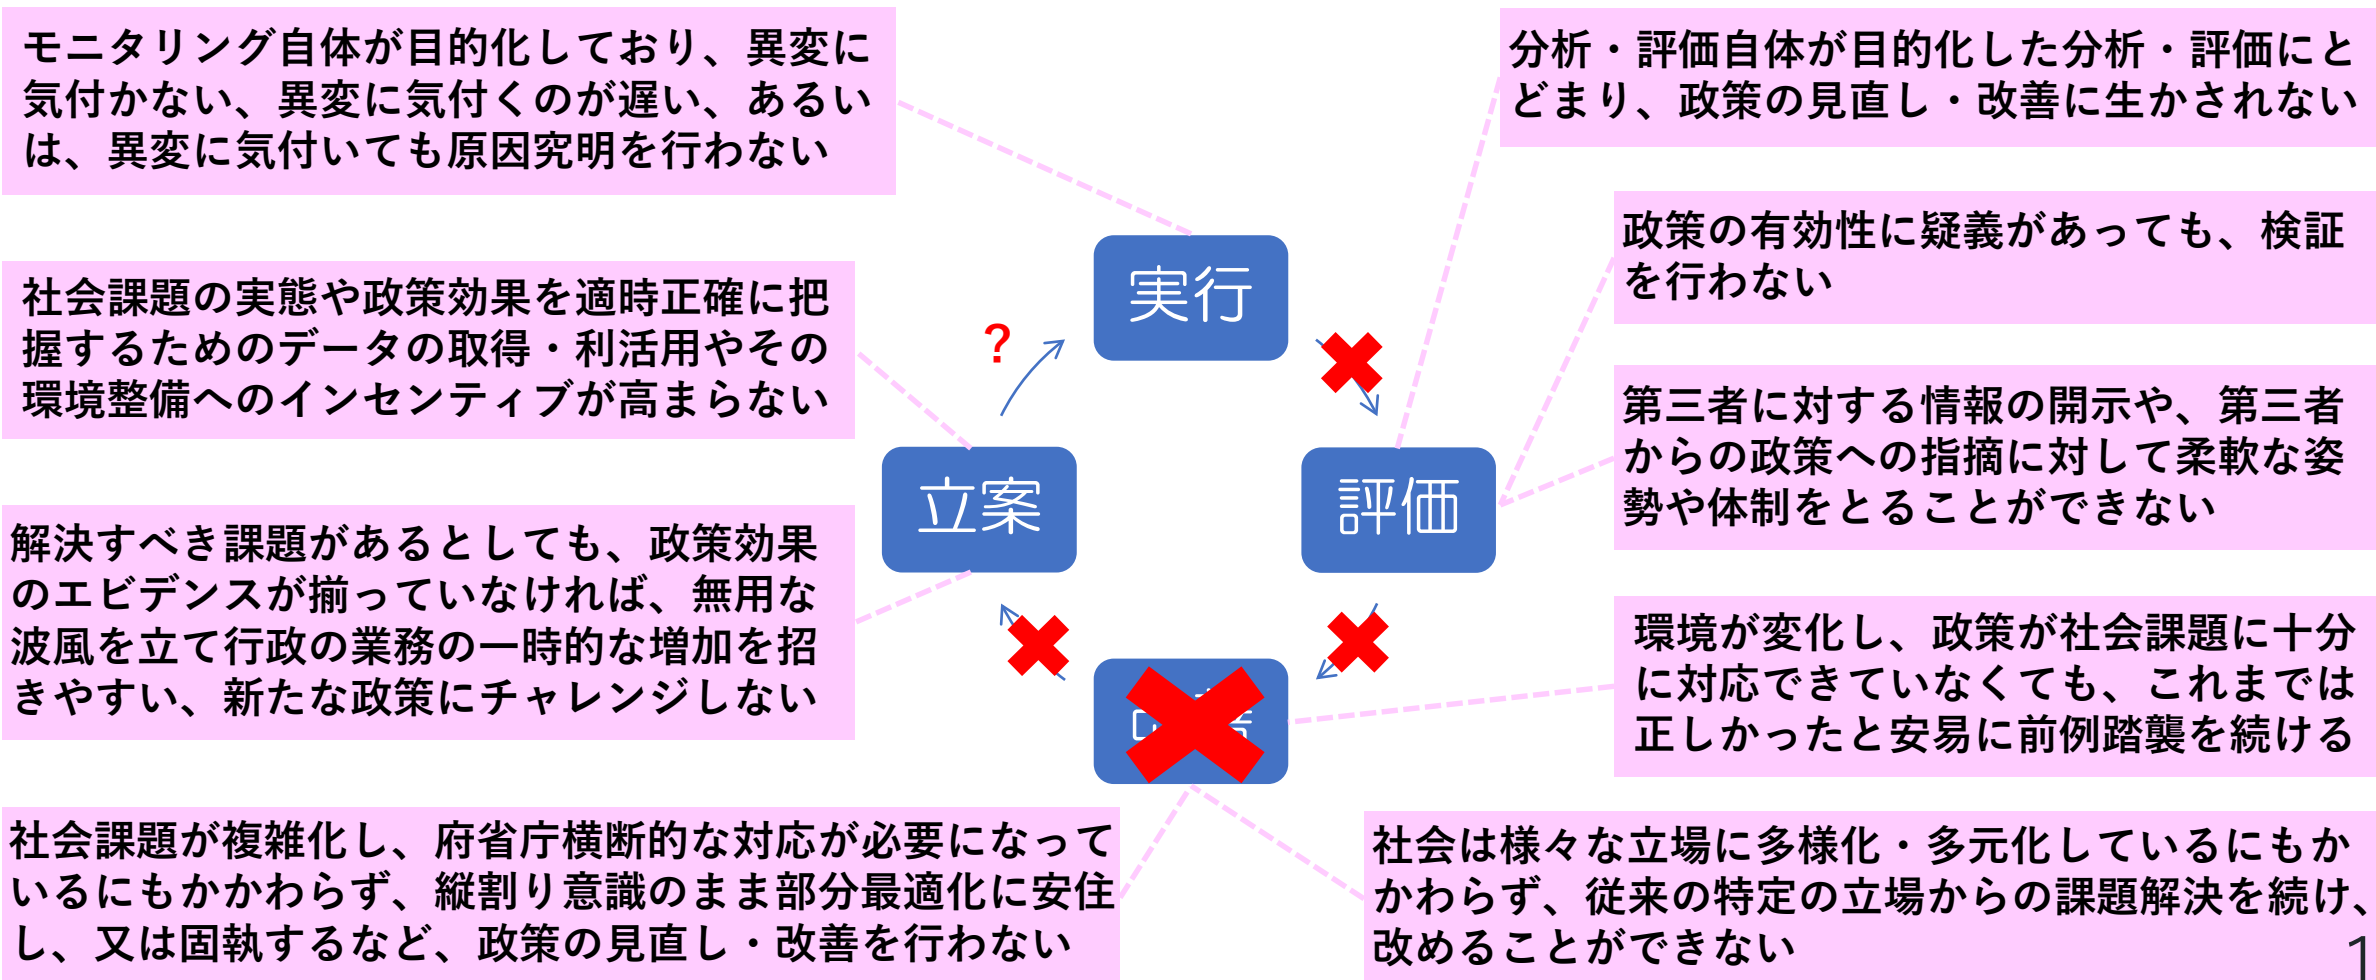 モニタリング自体が目的化しており、異変に
気付かない、異変に気付くのが遅い、あるい
は、異変に気付いても原因究明を行わない
分析・評価自体が目的化した分析・評価にと
どまり、政策の見直し・改善に生かされない
政策の有効性に疑義があっても、検証
を行わない
社会課題の実態や政策効果を適時正確に把
握するためのデータの取得・利活用やその
環境整備へのインセンティブが高まらない
実行
?
第三者に対する情報の開示や、第三者
からの政策への指摘に対して柔軟な姿
勢や体制をとることができない
立案
評価
解決すべき課題があるとしても、政策効果
のエビデンスが揃っていなければ、無用な
波風を立て行政の業務の一時的な増加を招
きやすい、新たな政策にチャレンジしない
環境が変化し、政策が社会課題に十分
に対応できていなくても、これまでは
正しかったと安易に前例踏襲を続ける
社会課題が複雑化し、府省庁横断的な対応が必要になって
いるにもかかわらず、縦割り意識のまま部分最適化に安住
し、又は固執するなど、政策の見直し・改善を行わない
社会は様々な立場に多様化・多元化しているにもか
かわらず、従来の特定の立場からの課題解決を続け、
改めることができない
1